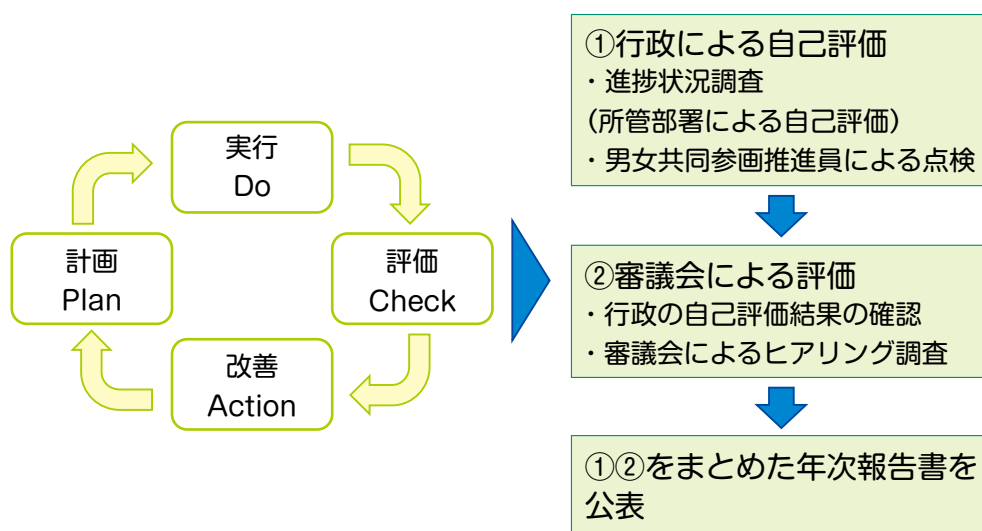 実行
Do
計画
Plan
評価
Check
改善
Action
①行政による自己評価
・進捗状況調査
(所管部署による自己評価)
・男女共同参画推進員による点検
②審議会による評価
・行政の自己評価結果の確認
・審議会によるヒアリング調査
①②をまとめた年次報告書を
公表